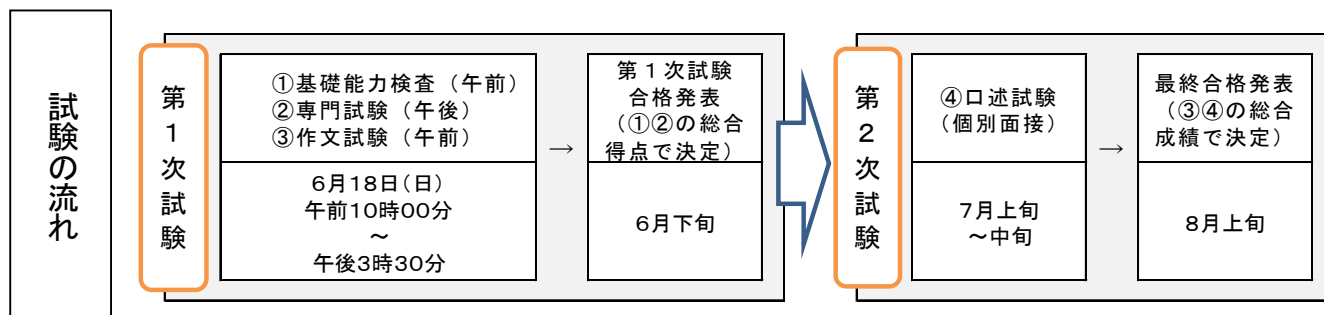 試験の流れ
第1次試験
①基礎能力検査（午前）
②専門試験（午後）
③作文試験（午前）
6月18日(日)
午前10時00分
～
午後3時30分
→
第１次試験
合格発表
（①②の総合
得点で決定）
6月下旬
第2次試験
④口述試験
（個別面接）
7月上旬
～中旬
→
最終合格発表
（③④の総合
成績で決定）
8月上旬